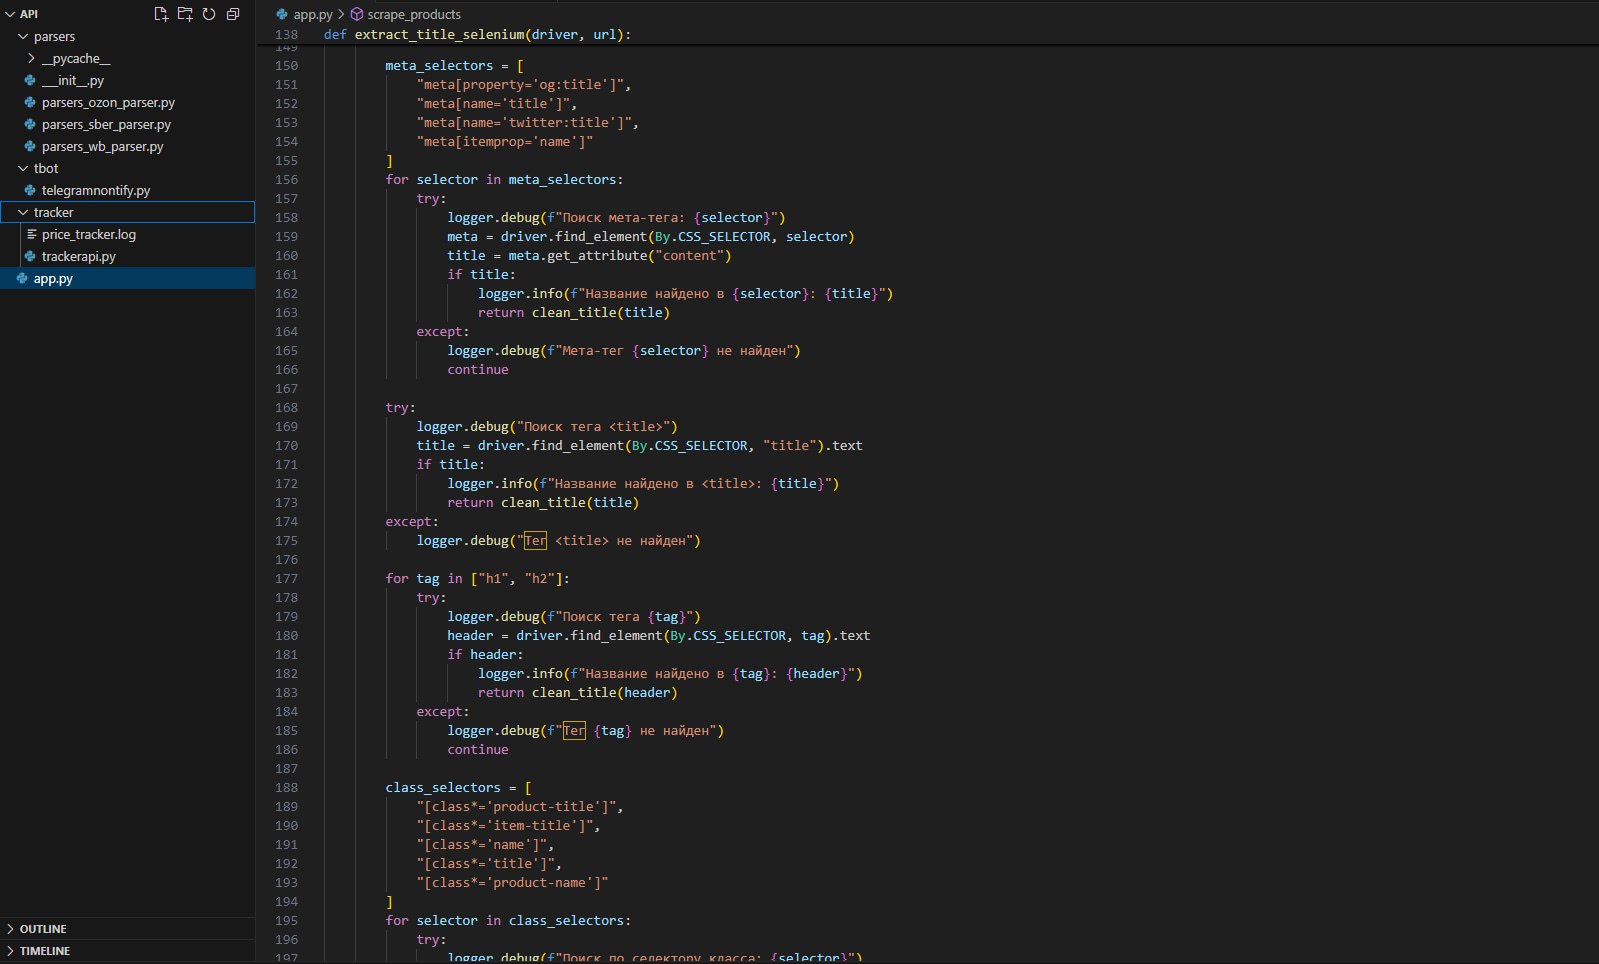 API
parsers
__pycache__
__init__.py
parsers_ozon_parser.py
parsers_sber_parser.py
parsers_wb_parser.py
tbot
telegramnontify.py
tracker
price_tracker.log
trackerapi.py
app.py
OUTLINE
TIMELINE
app.py > scrape_products
138 def extract_title_selenium(driver, url):
149
150 meta_selectors = [
151 "meta[property='og:title']",
152 "meta[name='title']",
153 "meta[name='twitter:title']",
154 "meta[itemprop='name']"
155 ]
156 for selector in meta_selectors:
157 try:
158 logger.debug(f"Поиск мета-тега: {selector}")
159 meta = driver.find_element(By.CSS_SELECTOR, selector)
160 title = meta.get_attribute("content")
161 if title:
162 logger.info(f"Название найдено в {selector}: {title}")
163 return clean_title(title)
164 except:
165 logger.debug(f"Мета-тег {selector} не найден")
166 continue
167
168 try:
169 logger.debug("Поиск тега <title>")
170 title = driver.find_element(By.CSS_SELECTOR, "title").text
171 if title:
172 logger.info(f"Название найдено в <title>: {title}")
173 return clean_title(title)
174 except:
175 logger.debug("Тег <title> не найден")
176
177 for tag in ["h1", "h2"]:
178 try:
179 logger.debug(f"Поиск тега {tag}")
180 header = driver.find_element(By.CSS_SELECTOR, tag).text
181 if header:
182 logger.info(f"Название найдено в {tag}: {header}")
183 return clean_title(header)
184 except:
185 logger.debug(f"Тег {tag} не найден")
186 continue
187
188 class_selectors = [
189 "[class*='product-title']",
190 "[class*='item-title']",
191 "[class*='name']",
192 "[class*='title']",
193 "[class*='product-name']"
194 ]
195 for selector in class_selectors:
196 try:
197 logger.debug(f"Поиск по селектору класса: {selector}")